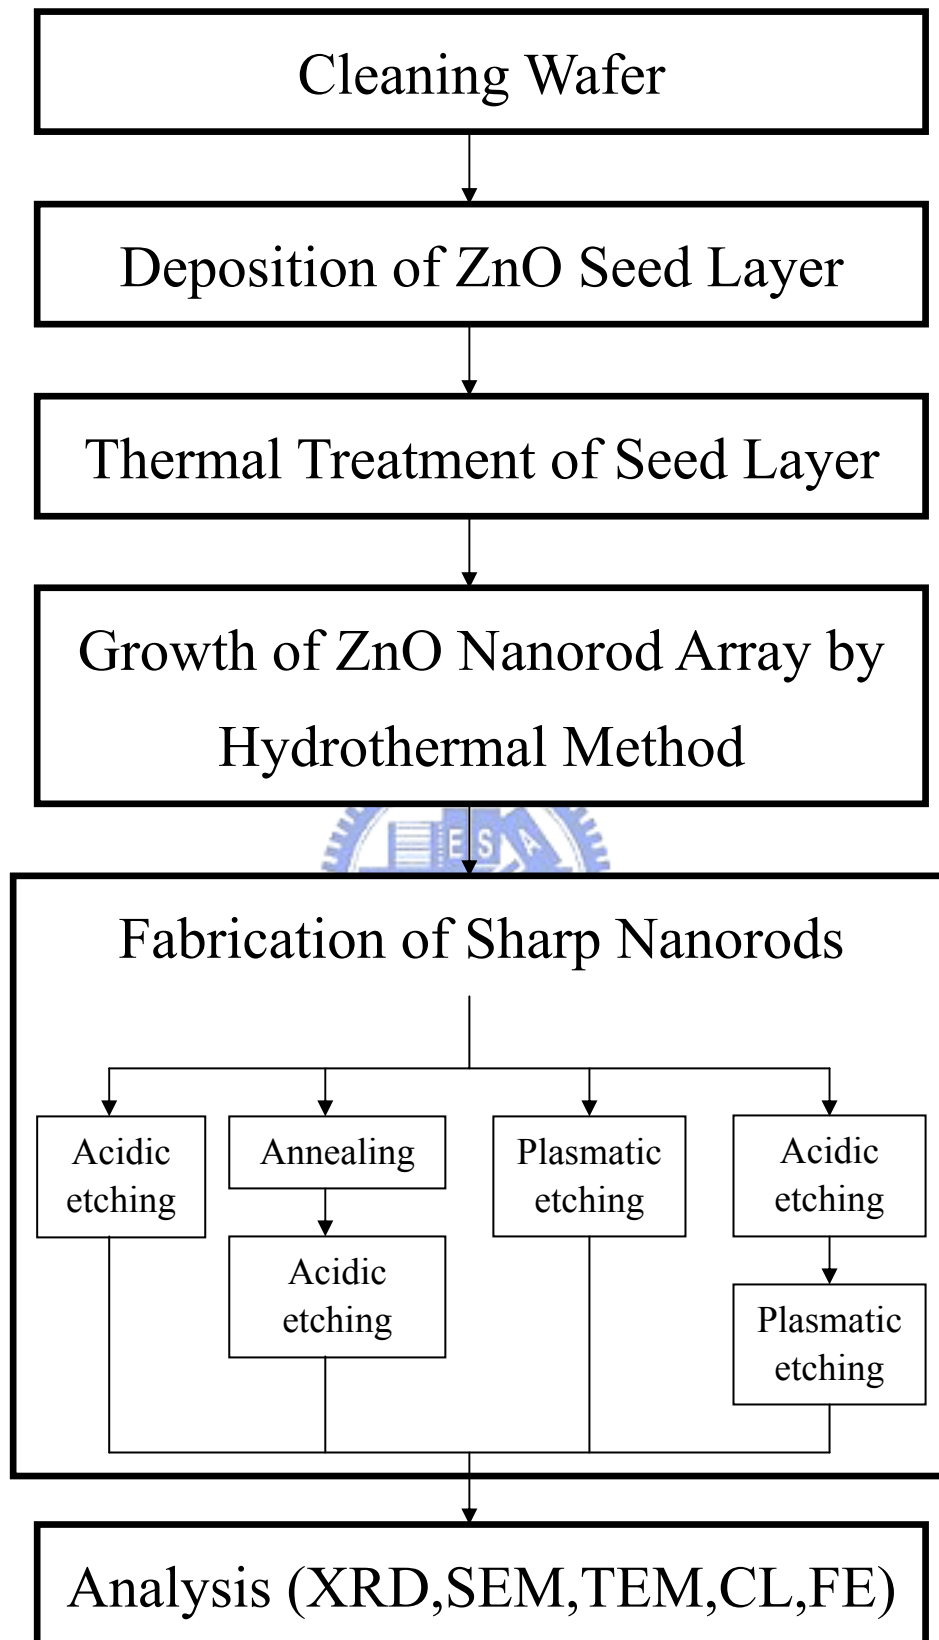 Cleaning Wafer
Deposition of ZnO Seed Layer
Thermal Treatment of Seed Layer
Growth of ZnO Nanorod Array by
Hydrothermal Method
E S A
Fabrication of Sharp Nanorods
Acidic
etching
Annealing
Acidic
etching
Plasmatic
etching
Acidic
etching
Plasmatic
etching
Analysis (XRD,SEM,TEM,CL,FE)